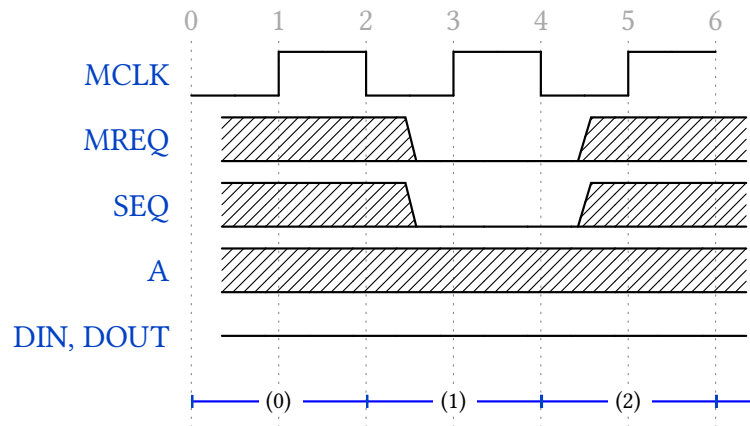 0 1 2 3 4 5 6
MCLK
MREQ
SEQ
A
DIN, DOUT
(0) (1) (2)